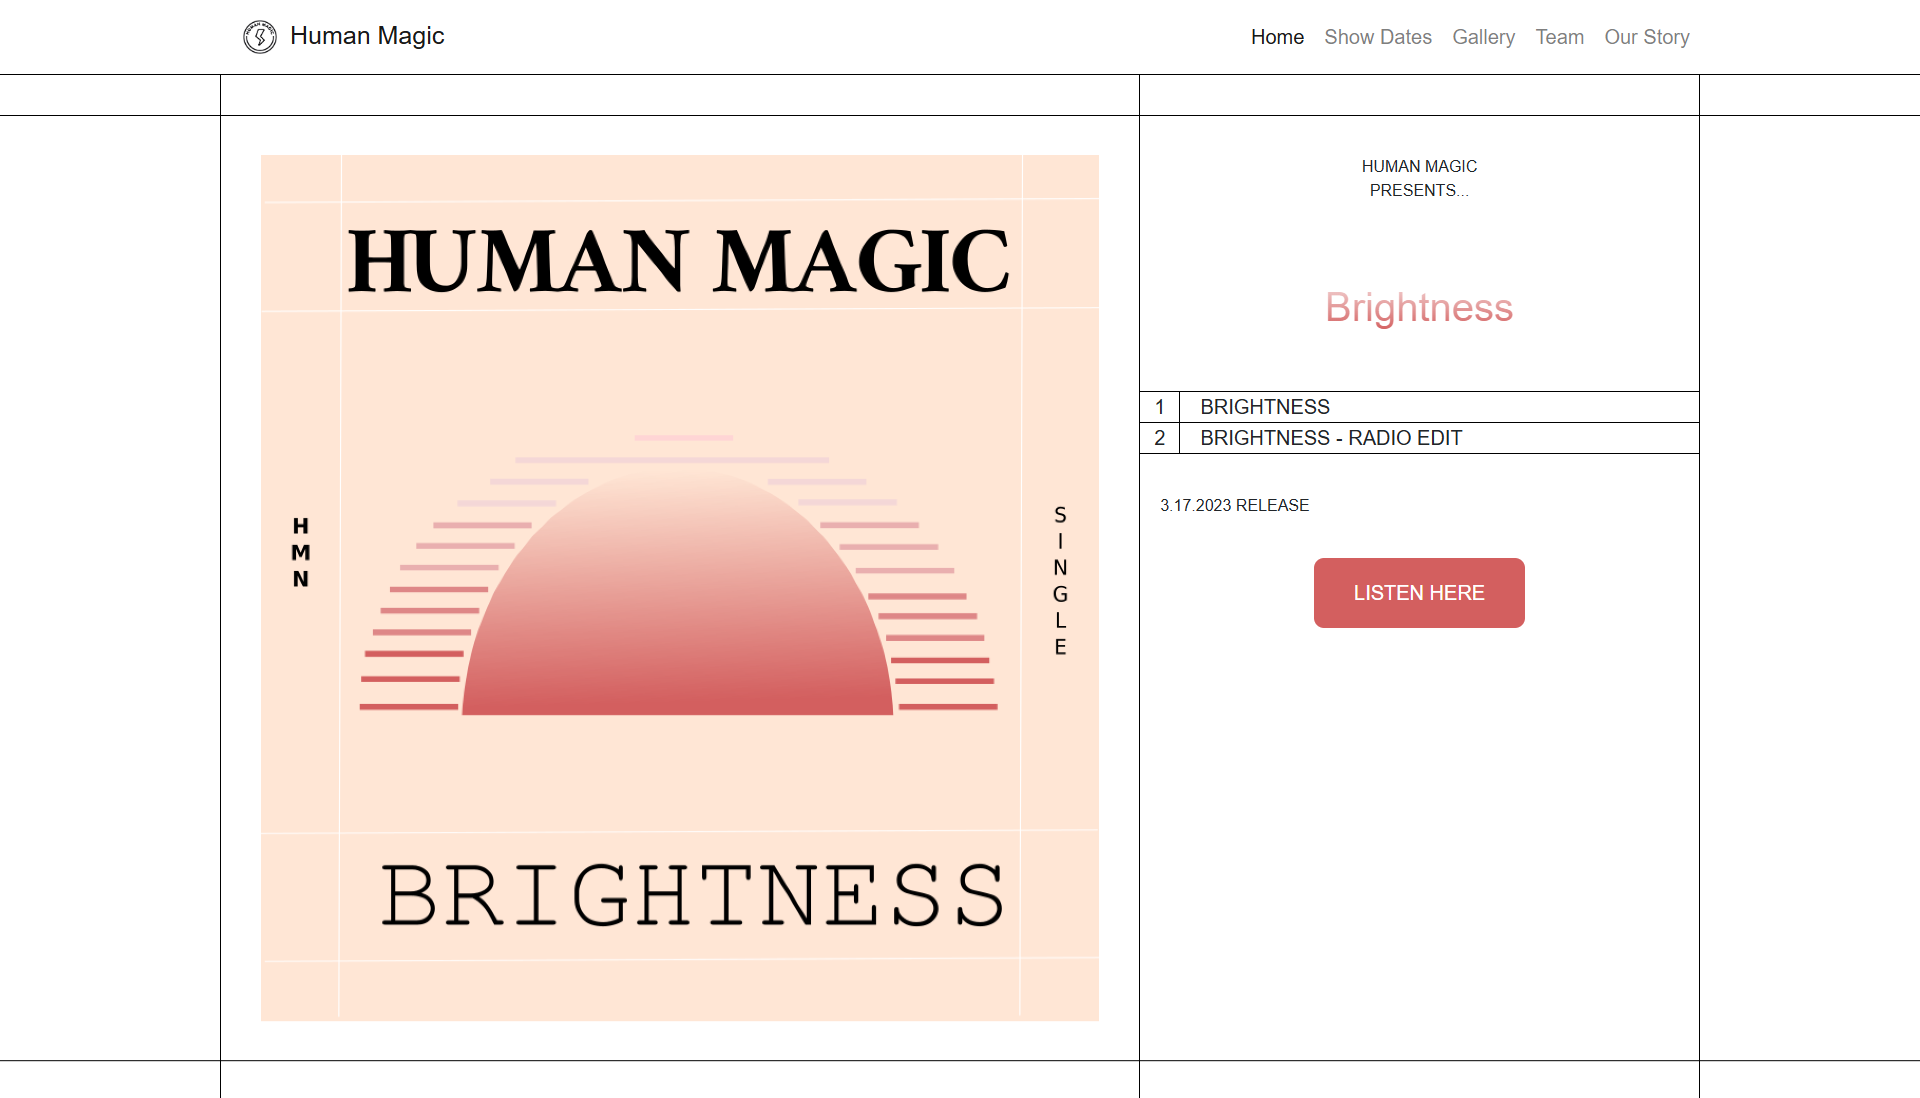 Human Magic
Home Show Dates Gallery Team Our Story
HUMAN MAGIC
H
M
N
S
I
N
G
L
E
BRIGHTNESS
HUMAN MAGIC
PRESENTS...
Brightness
1 BRIGHTNESS
2 BRIGHTNESS - RADIO EDIT
3.17.2023 RELEASE
LISTEN HERE